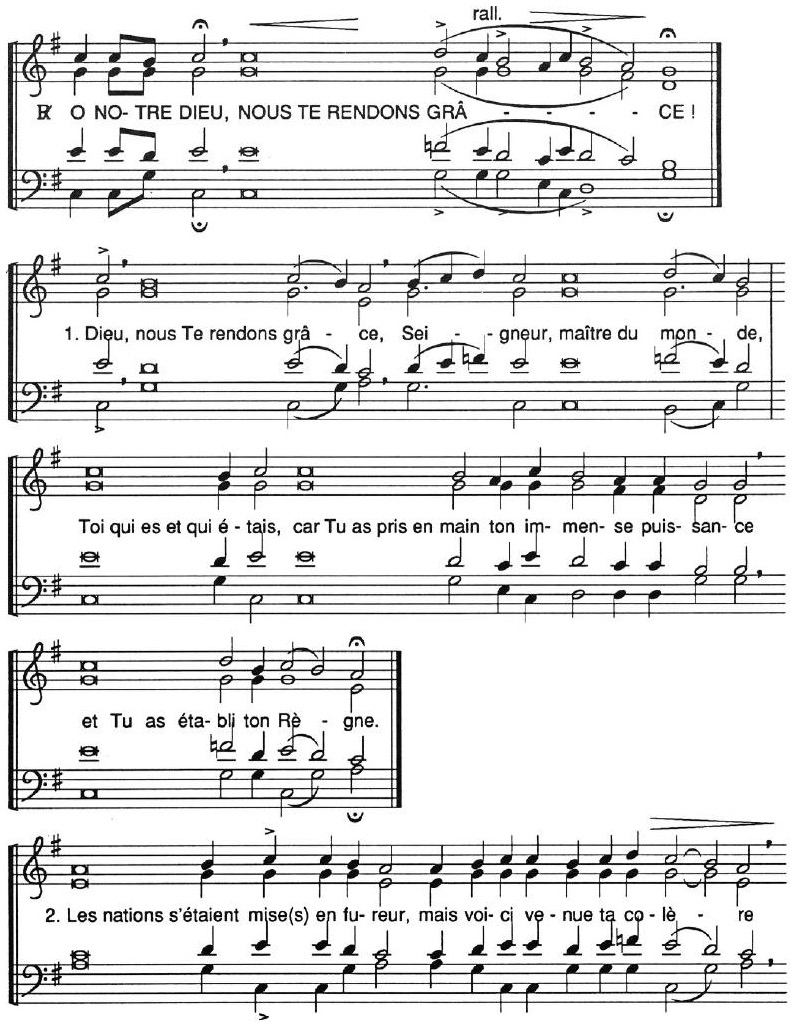 rall.
℟ O NO- TRE DIEU, NOUS TE RENDONS GRÂ - - - - CE !
1. Dieu, nous Te rendons grâ - ce, Sei - - gneur, maître du mon - de,
Toi qui es et qui é - tais, car Tu as pris en main ton im- men- se puis- san- ce
et Tu as éta- bli ton Rè - gne.
2. Les nations s'étaient mise(s) en fu- reur, mais voi- ci ve - nue ta co - lè - re